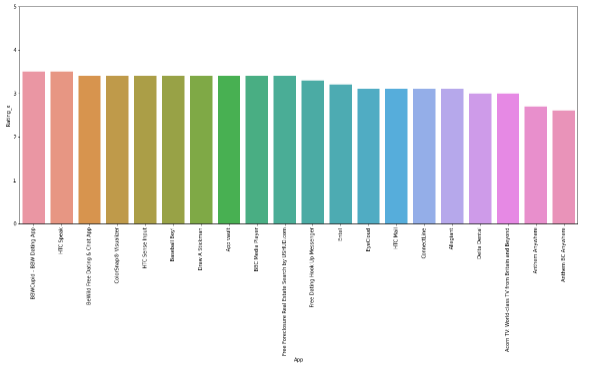 5
4
3
2
1
0
Rating_x
BBWCupid - BBW Dating App
HTC Speak
BeWild Free Dating & Chat App
ColorSnap® Visualizer
HTC Sense Input
Baseball Boy!
Draw A Stickman
App vault
BBC Media Player
Free Foreclosure Real Estate Search by USHUD.com
Free Dating Hook Up Messenger
Email
EyeCloud
HTC Mail
ConnectLine
Allegiant
Delta Dental
Acorn TV: World-class TV from Britain and Beyond
Anthem Anywhere
Anthem BC Anywhere
App